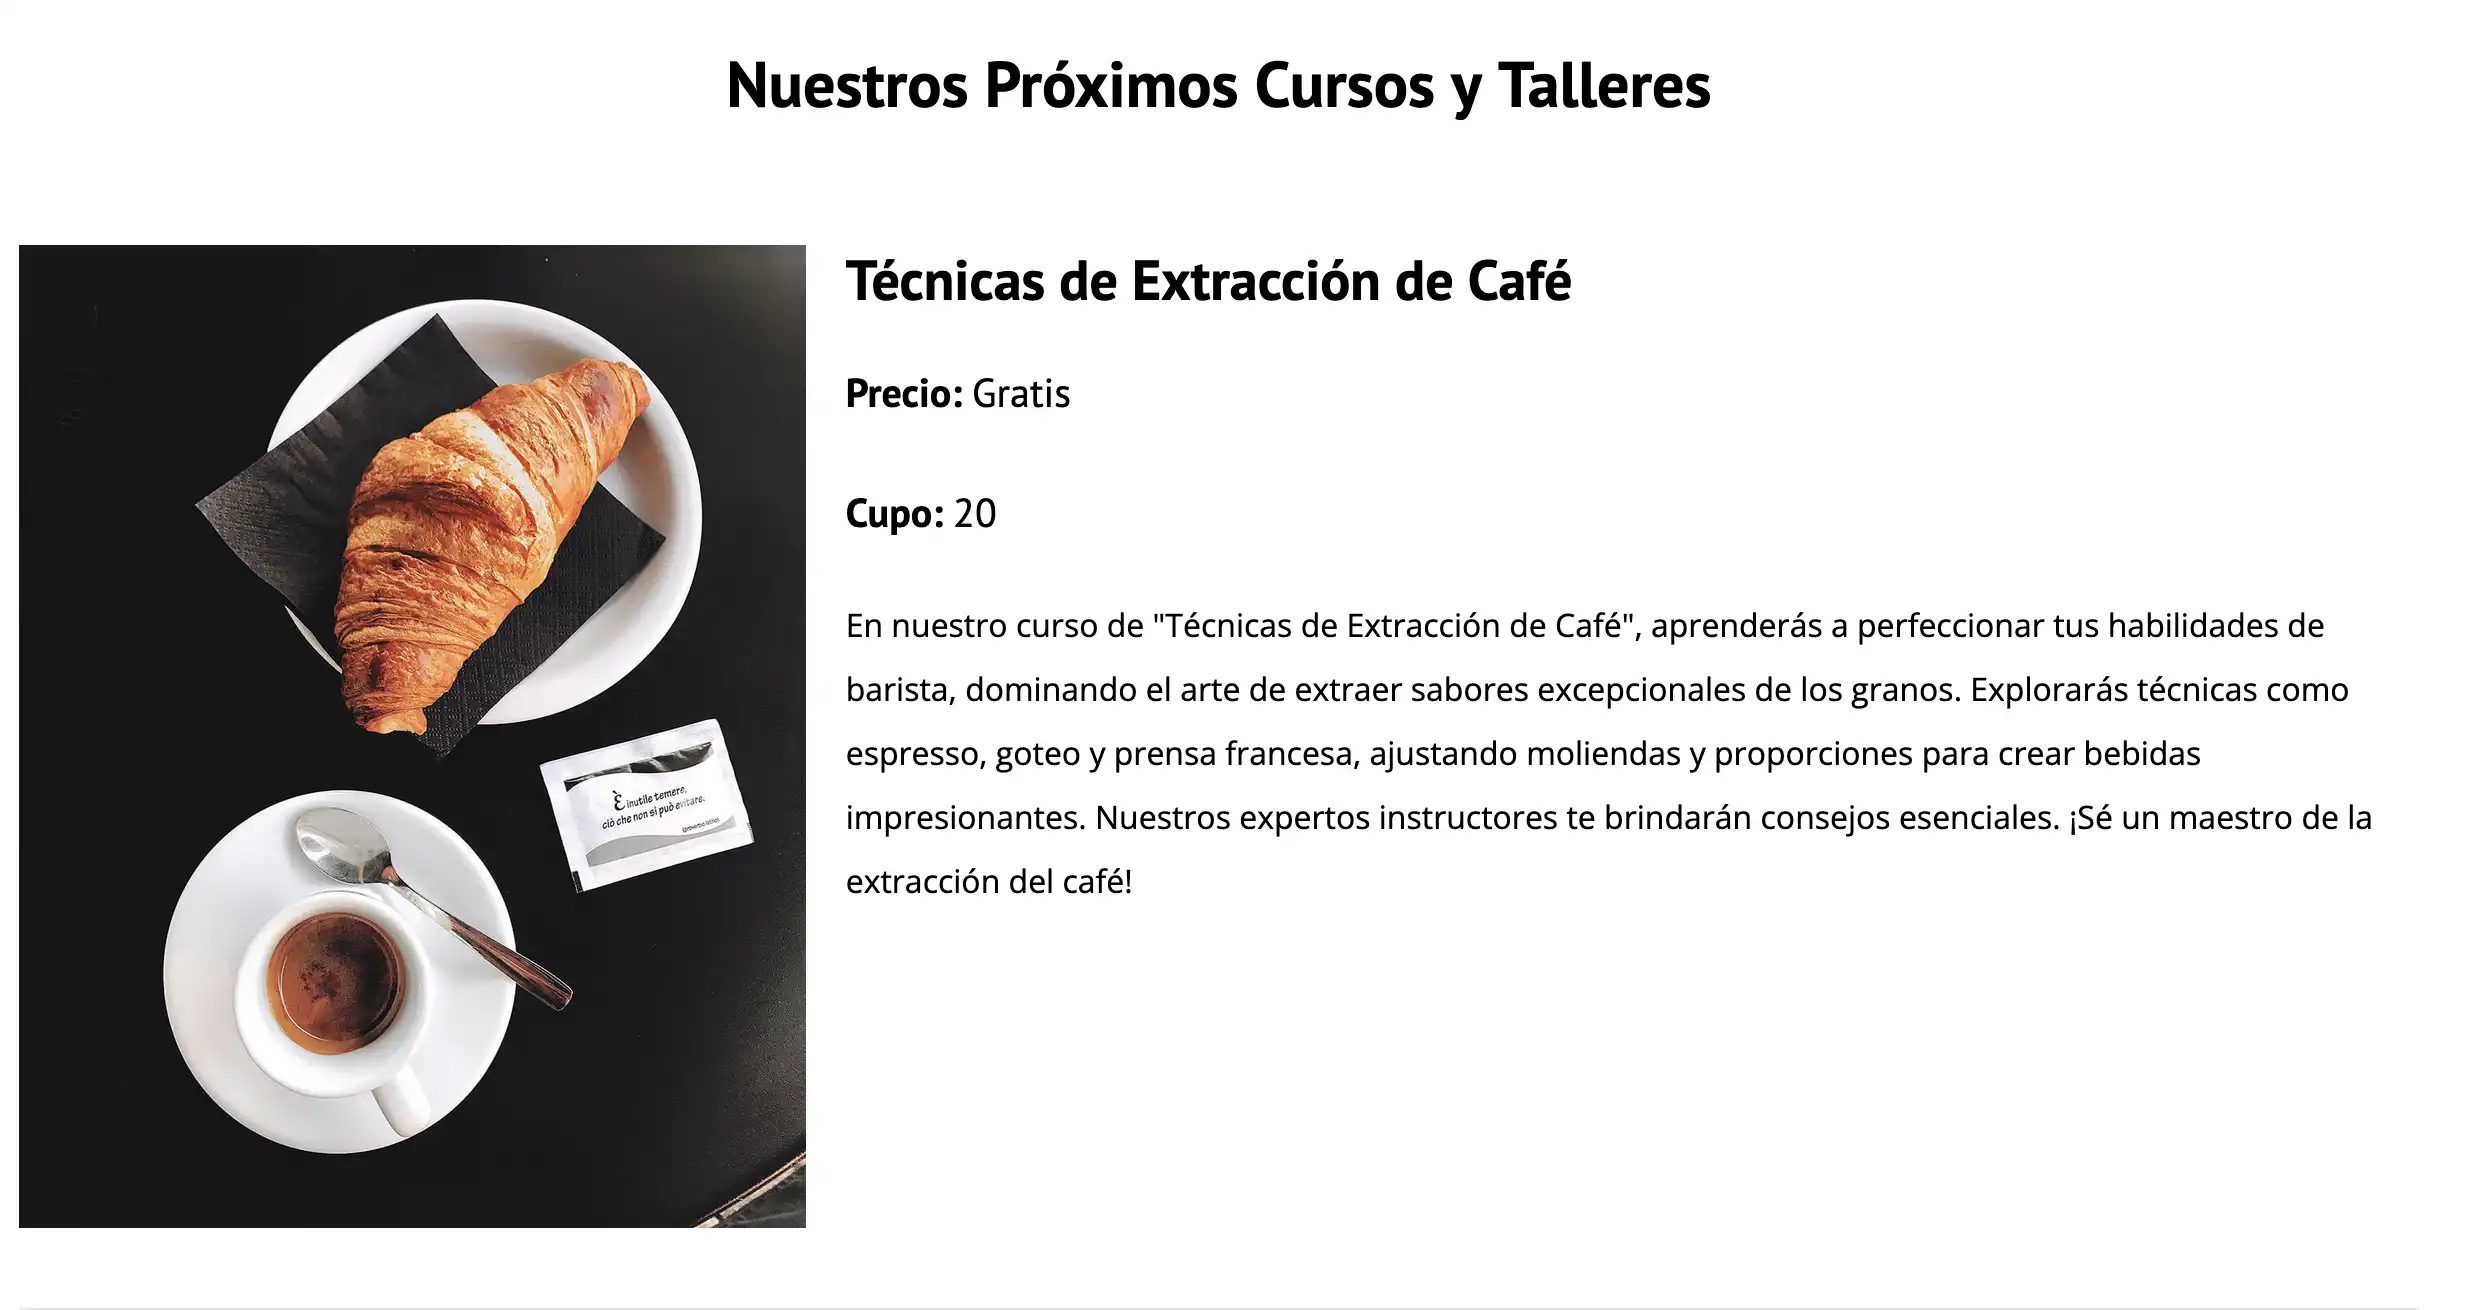 Nuestros Próximos Cursos y Talleres
Técnicas de Extracción de Café
Precio: Gratis
Cupo: 20
En nuestro curso de "Técnicas de Extracción de Café", aprenderás a perfeccionar tus habilidades de
barista, dominando el arte de extraer sabores excepcionales de los granos. Explorarás técnicas como
espresso, goteo y prensa francesa, ajustando moliendas y proporciones para crear bebidas
impresionantes. Nuestros expertos instructores te brindarán consejos esenciales. ¡Sé un maestro de la
extracción del café!
È inutile temere,
ciò che non si può evitare.
(proverbio latino)